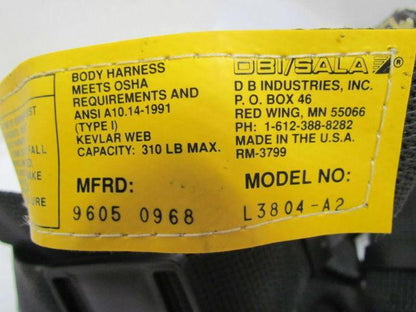 BODY HARNESS
MEETS OSHA
REQUIREMENTS AND
ANSI A10.14-1991
(TYPE I)
KEVLAR WEB
CAPACITY: 310 LB MAX.
MFRD:
9605 0968
DBI/SALA®
D B INDUSTRIES, INC.
P. O. BOX 46
RED WING, MN 55066
PH: 1-612-388-8282
MADE IN THE U.S.A.
RM-3799
MODEL NO:
L3804-A2